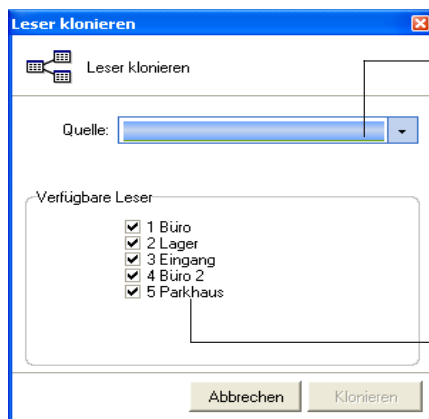 Leser klonieren
Leser klonieren
Quelle:
Verfügbare Leser
1 Büro
2 Lager
3 Eingang
4 Büro 2
5 Parkhaus
Abbrechen
Klonieren